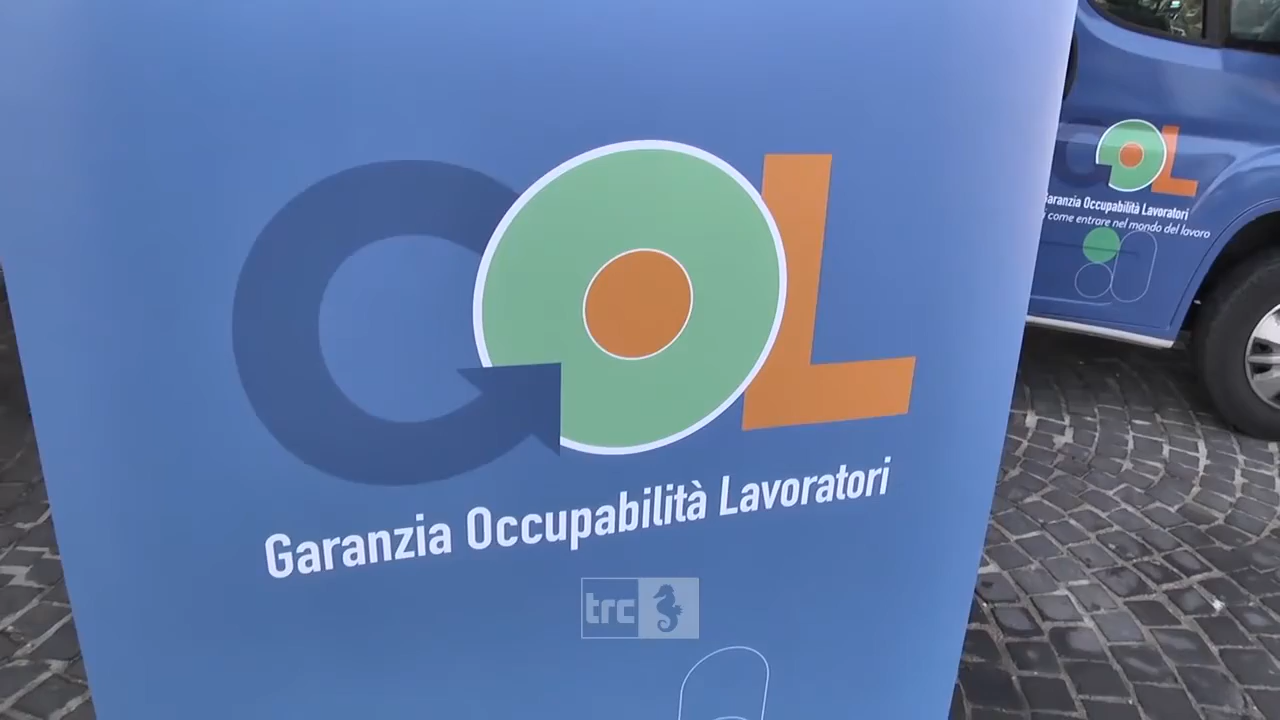 GOL
Garanzia Occupabilità Lavoratori
trc
GOL
Garanzia Occupabilità Lavoratori
come entrare nel mondo del lavoro